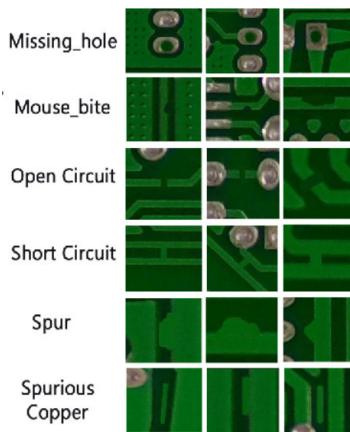 Missing_hole
Mouse_bite
Open Circuit
Short Circuit
Spur
Spurious
Copper